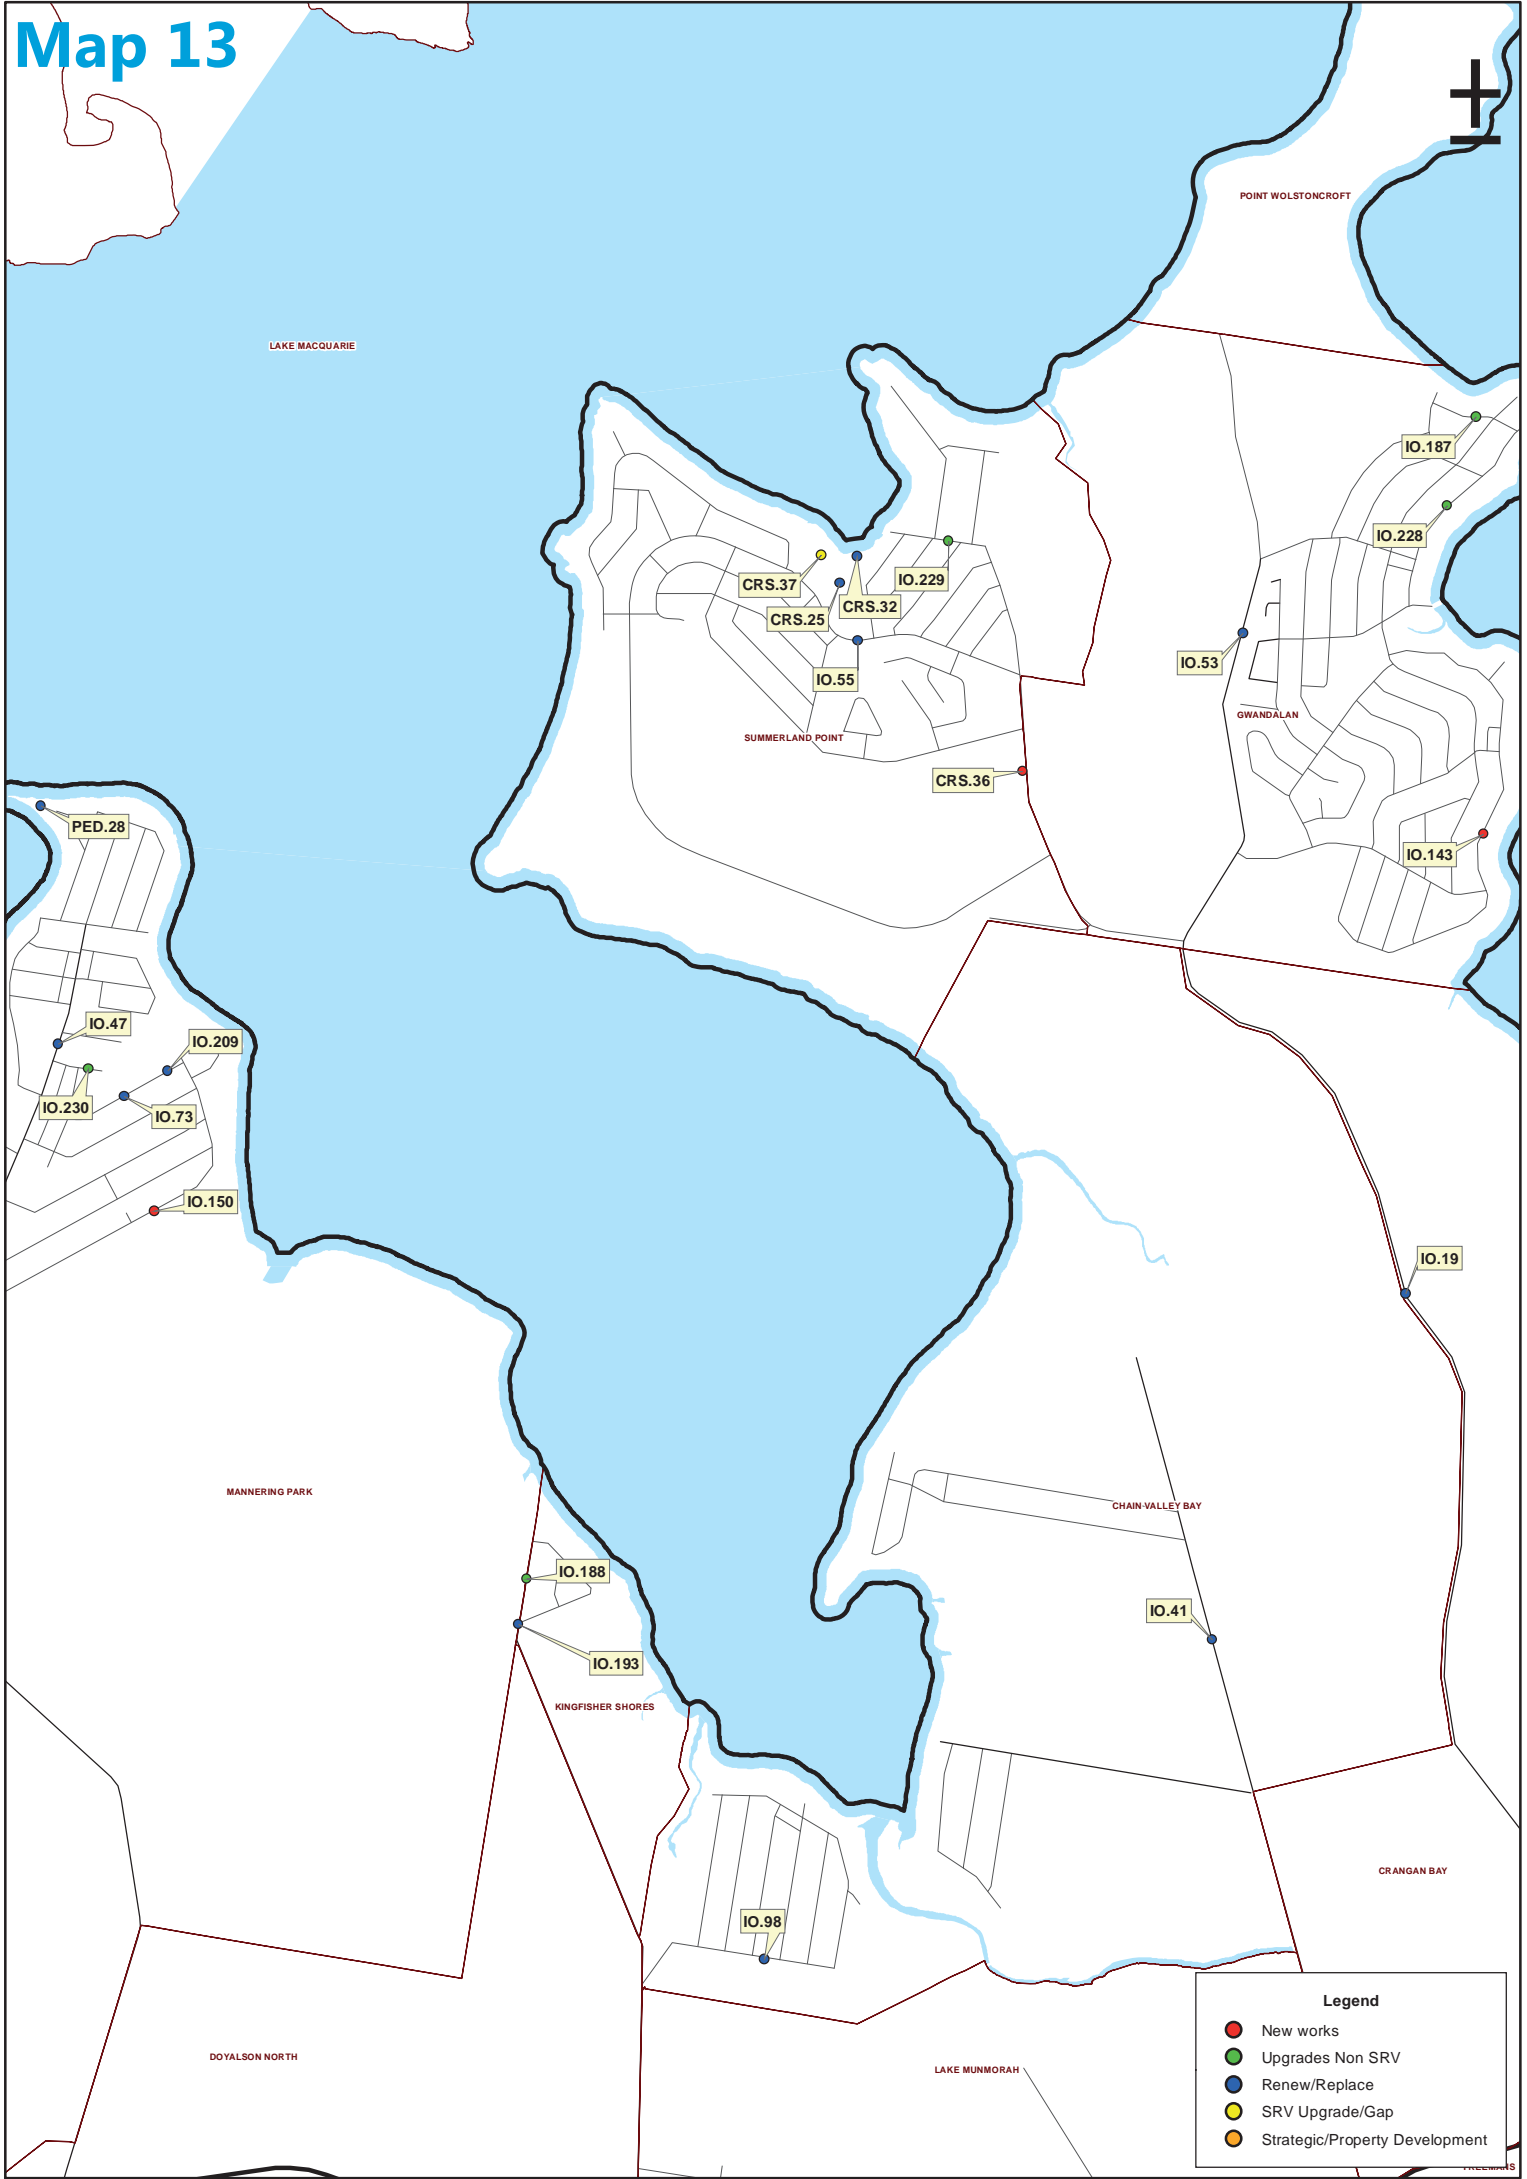 Map 13
POINT WOLSTONCROFT
LAKE MACQUARIE
IO.187
IO.228
CRS.37
IO.229
CRS.32
CRS.25
IO.53
IO.55
GWANDALAN
SUMMERLAND POINT
CRS.36
PED.28
IO.143
IO.47
IO.209
IO.230
IO.73
IO.150
IO.19
MANNERING PARK
CHAIN-VALLEY BAY
IO.188
IO.41
IO.193
KINGFISHER SHORES
CRANGAN BAY
IO.98
DOYALSON NORTH
LAKE MUNMORAH
Legend
New works
Upgrades Non SRV
Renew/Replace
SRV Upgrade/Gap
Strategic/Property Development